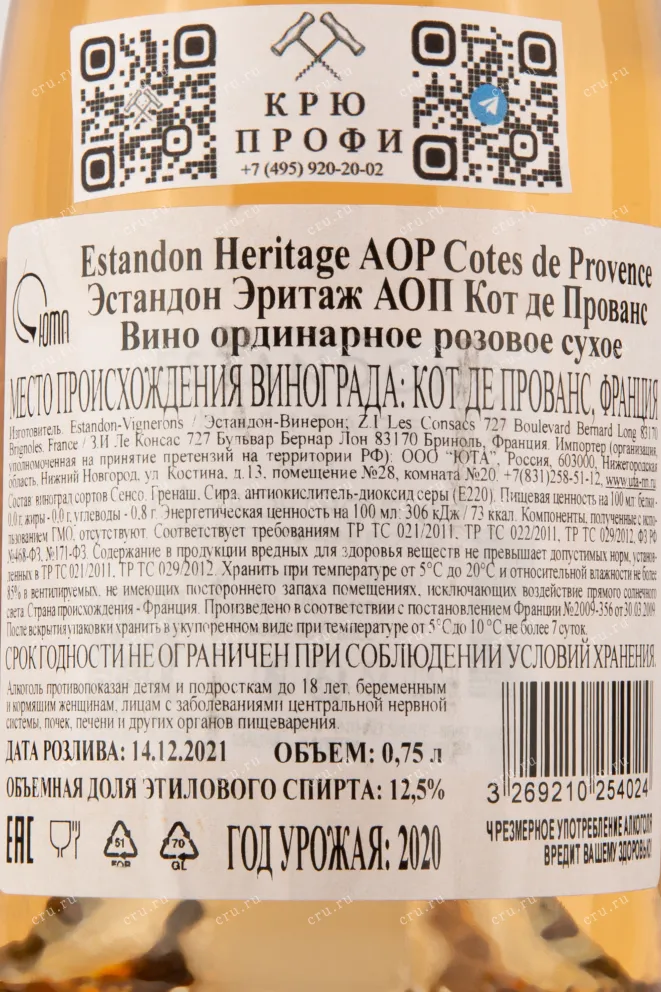 КРЮ
ПРОФИ
+7 (495) 920-20-02
ЮТА
Estandon Heritage AOP Cotes de Provence
Эстандон Эритаж АОП Кот де Прованс
Вино ординарное розовое сухое
МЕСТО ПРОИСХОЖДЕНИЯ ВИНОГРАДА: КОТ ДЕ ПРОВАНС, ФРАНЦИЯ
Изготовитель. Estandon-Vignerons / Эстандон-Винерон; Z.I Les Consacs 727 Boulevard Bernard Long 83170
Brignoles, France / З.И Ле Консас 727 Бульвар Бернар Лон 83170 Бриноль, Франция. Импортер (организация,
уполномоченная на принятие претензий на территории РФ): ООО "ЮТА", Россия, 603000, Нижегородская
область, Нижний Новгород, ул. Костина, д.13, помещение №28, комната №20. +7(831)258-51-12, www.uta-nn.ru
Состав: виноград сортов Сенсо, Гренаш, Сира, антиокислитель-диоксид серы (Е220). Пищевая ценность на 100 мл: белки -
0,0 г, жиры - 0,0 г, углеводы - 0,8 г. Энергетическая ценность на 100 мл: 306 кДж / 73 ккал. Компоненты, полученные с исполь-
зованием ГМО, отсутствуют. Соответствует требованиям ТР ТС 021/2011, ТР ТС 022/2011, ТР ТС 029/2012, ФЗ РФ
№468-ФЗ, №171-ФЗ. Содержание в продукции вредных для здоровья веществ не превышает допустимых норм, установ-
ленных в ТР ТС 021/2011, ТР ТС 029/2012. Хранить при температуре от 5°С до 20°С и относительной влажности не более
85% в вентилируемых, не имеющих постороннего запаха помещениях, исключающих воздействие прямого солнечного
света. Страна происхождения - Франция. Произведено в соответствии с постановлением Франции №2009-356 от 30.03.2009
После вскрытия упаковки хранить в укупоренном виде при температуре от 5°С до 10°С не более 7 суток.
СРОК ГОДНОСТИ НЕ ОГРАНИЧЕН ПРИ СОБЛЮДЕНИИ УСЛОВИЙ ХРАНЕНИЯ.
Алкоголь противопоказан детям и подросткам до 18 лет, беременным
и кормящим женщинам, лицам с заболеваниями центральной нервной
системы, почек, печени и других органов пищеварения.
ДАТА РОЗЛИВА: 14.12.2021 ОБЪЕМ: 0,75 л
ОБЪЕМНАЯ ДОЛЯ ЭТИЛОВОГО СПИРТА: 12,5%
3 269210 254024
ЧРЕЗМЕРНОЕ УПОТРЕБЛЕНИЕ АЛКОГОЛЯ
ВРЕДИТ ВАШЕМУ ЗДОРОВЬЮ!
ЕАС 51 FOR 70 GL ГОД УРОЖАЯ: 2020
cru.ru